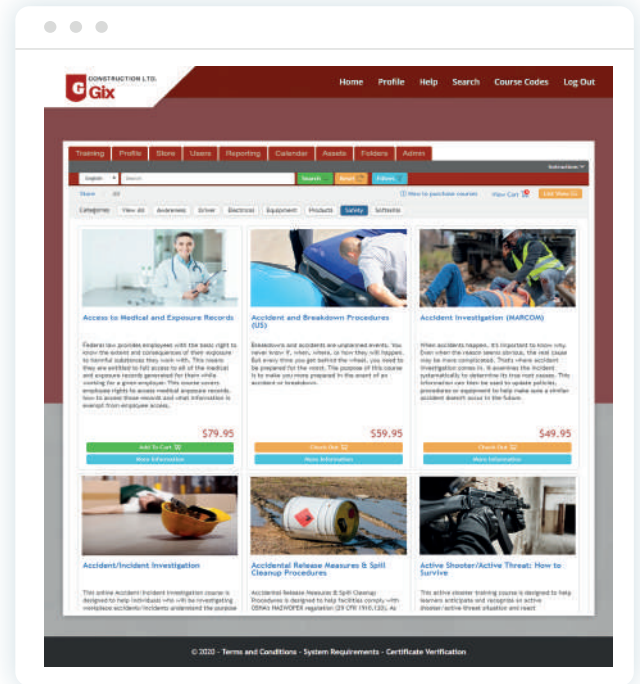 CONSTRUCTION LTD.
Gix
Home Profile Help Search Course Codes Log Out
Training Profile Store Users Reporting Calendar Assets Folders Admin
Instructions
English Search Search Reset Filters
Store All How to purchase courses View Cart List View
Categories View All Awareness Driver Electrical Equipment Products Safety Softskills
Access to Medical and Exposure Records
Federal law provides employees with the basic right to
know the extent and consequences of their exposure
to harmful substances they work with. This means
they are entitled to full access to all of the medical
and exposure records generated for them while
working for a given employer. This course covers
employee rights to access medical exposure records,
how to access those records and what information is
exempt from employee access.
$79.95
Add To Cart
More Information
Accident and Breakdown Procedures
(US)
Breakdowns and accidents are unplanned events. You
never know if, when, where, or how they will happen.
But every time you get behind the wheel, you need to
be prepared for the worst. The purpose of this course
is to make you more prepared in the event of an
accident or breakdown.
$59.95
Check Out
More Information
Accident Investigation (MARCOM)
When accidents happen, it's important to know why.
Even when the reason seems obvious, the real cause
may be more complicated. Thats where accident
investigation comes in. It examines the incident
systematically to determine its true root causes. This
information can then be used to update policies,
procedures or equipment to help make sure a similar
accident doesn't occur in the future.
$49.95
Check Out
More Information
Accident/Incident Investigation
This online Accident/Incident Investigation course is
designed to help individuals who will be investigating
workplace accidents/incidents understand the purpose
Accidental Release Measures & Spill
Cleanup Procedures
Accidental Release Measures & Spill Cleanup
Procedures is designed to help facilities comply with
OSHA's HAZWOPER regulation (29 CFR 1910.120). As
Active Shooter/Active Threat: How to
Survive
This active shooter training course is designed to help
learners anticipate and recognize an active
shooter/active threat situation and react
© 2020 - Terms and Conditions - System Requirements - Certificate Verification